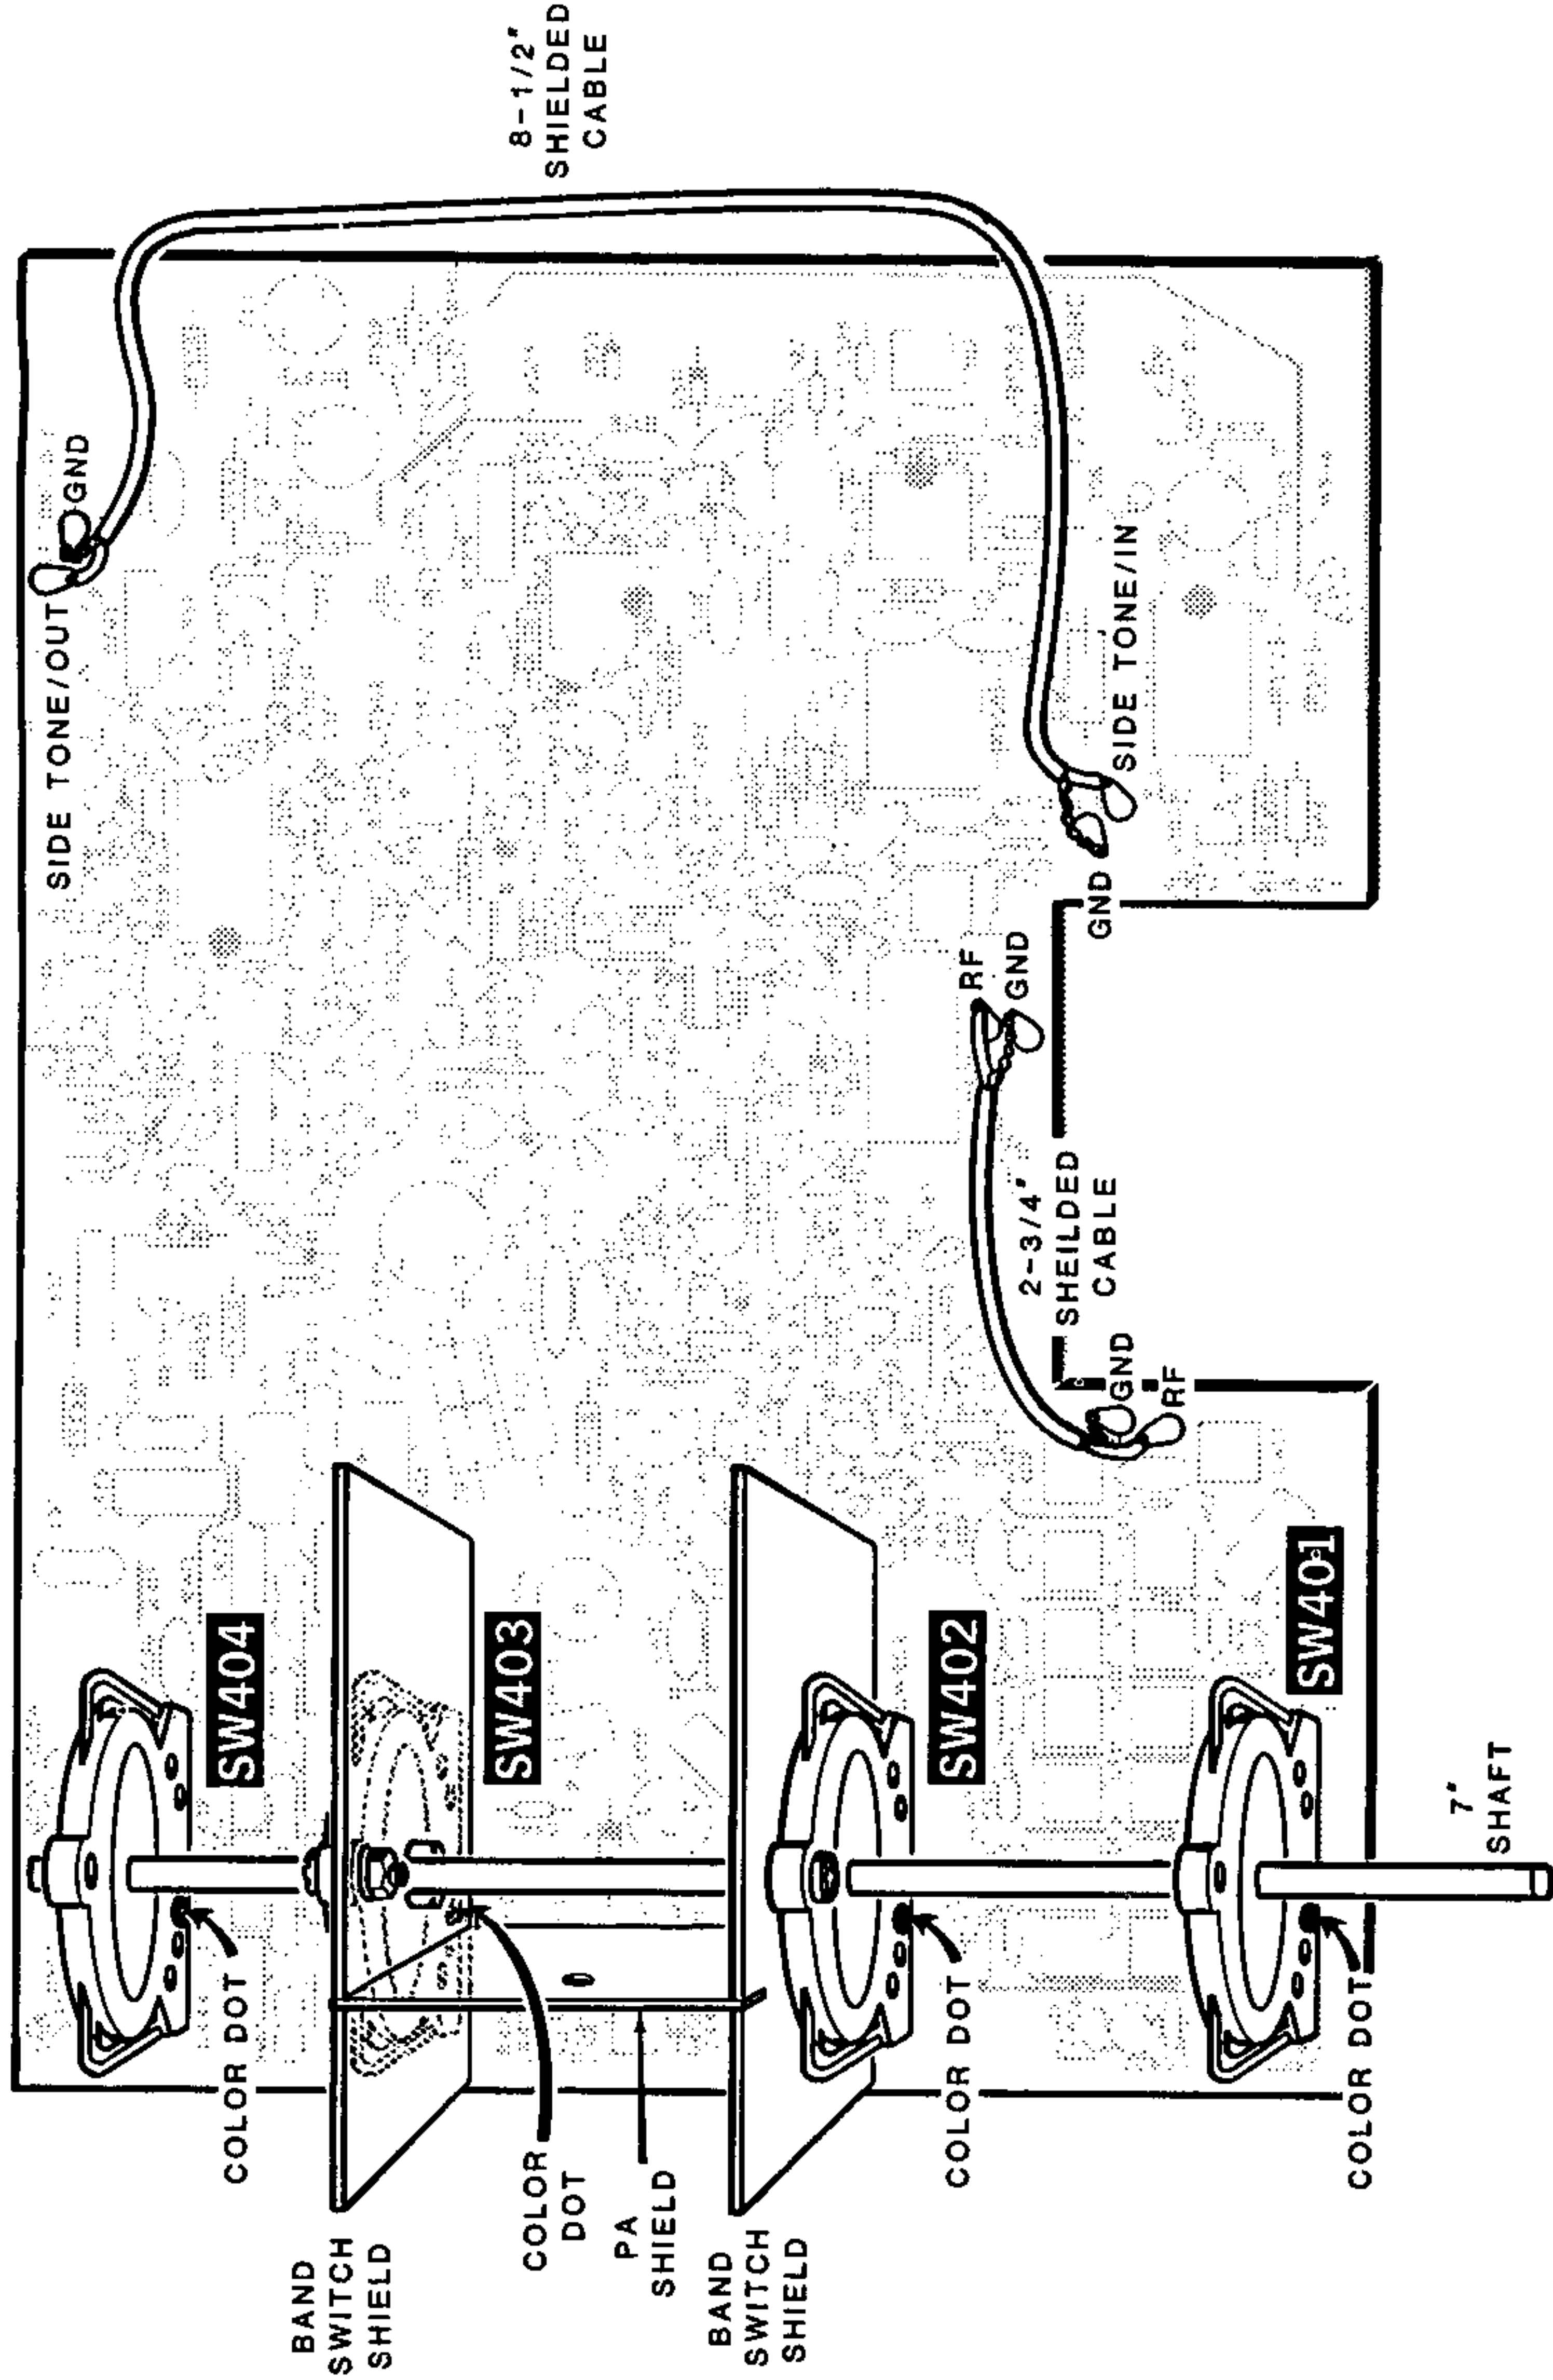 BAND
SWITCH
SHIELD
COLOR DOT
SW404
SIDE TONE/OUT
GND
COLOR
DOT
SW403
PA
SHIELD
BAND
SWITCH
SHIELD
8-1/2"
SHIELDED
CABLE
COLOR DOT
SW402
RF
GND
2-3/4"
SHEILDED
CABLE
GND
RF
GND
SIDE TONE/IN
COLOR DOT
SW401
7"
SHAFT